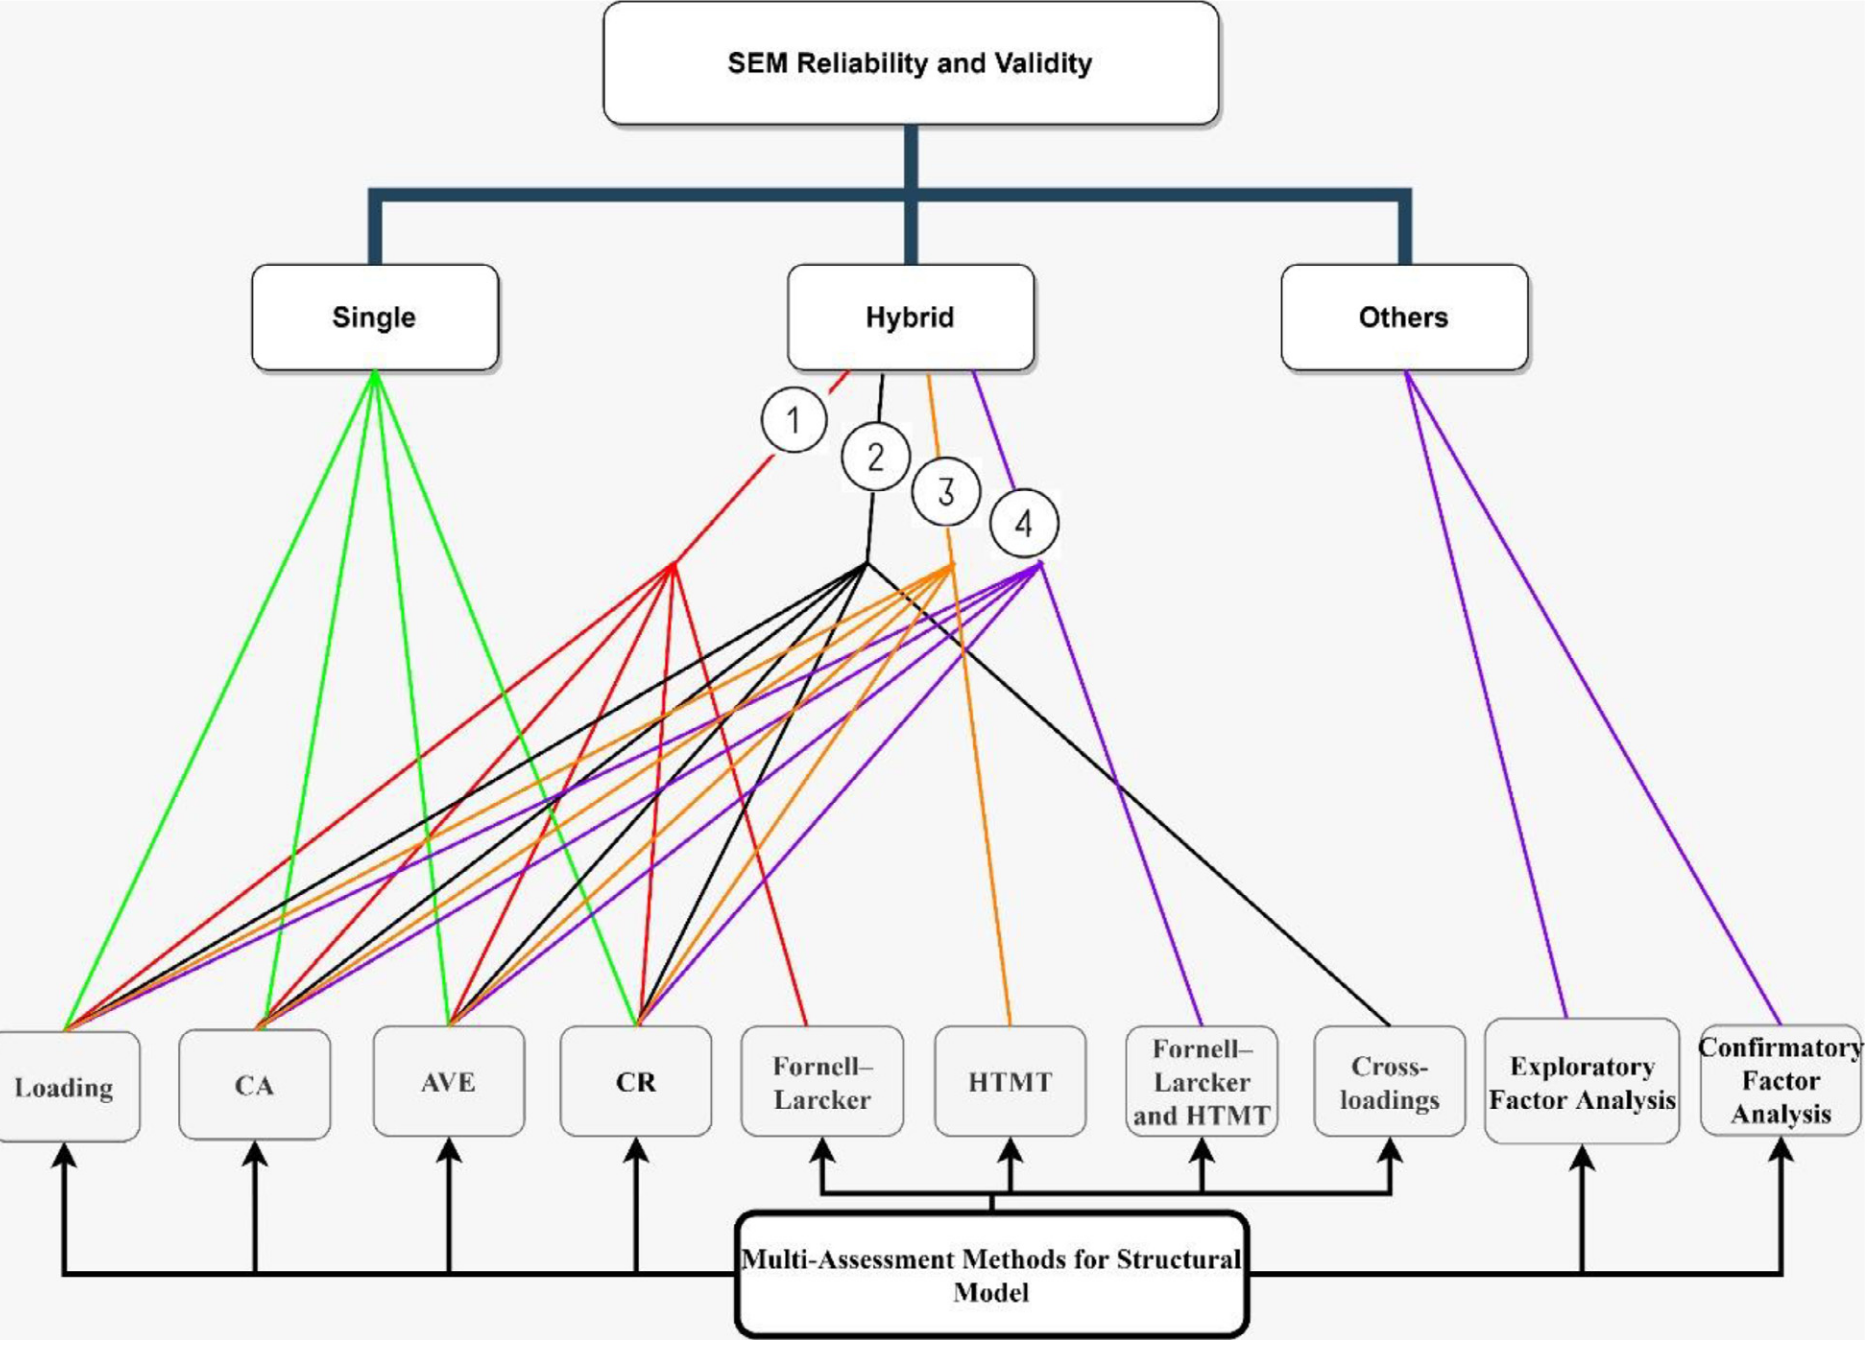 SEM Reliability and Validity
Single
Hybrid
Others
1
2
3
4
Loading
CA
AVE
CR
Fornell–
Larcker
HTMT
Fornell–
Larcker
and HTMT
Cross-
loadings
Exploratory
Factor Analysis
Confirmatory
Factor
Analysis
Multi-Assessment Methods for Structural
Model